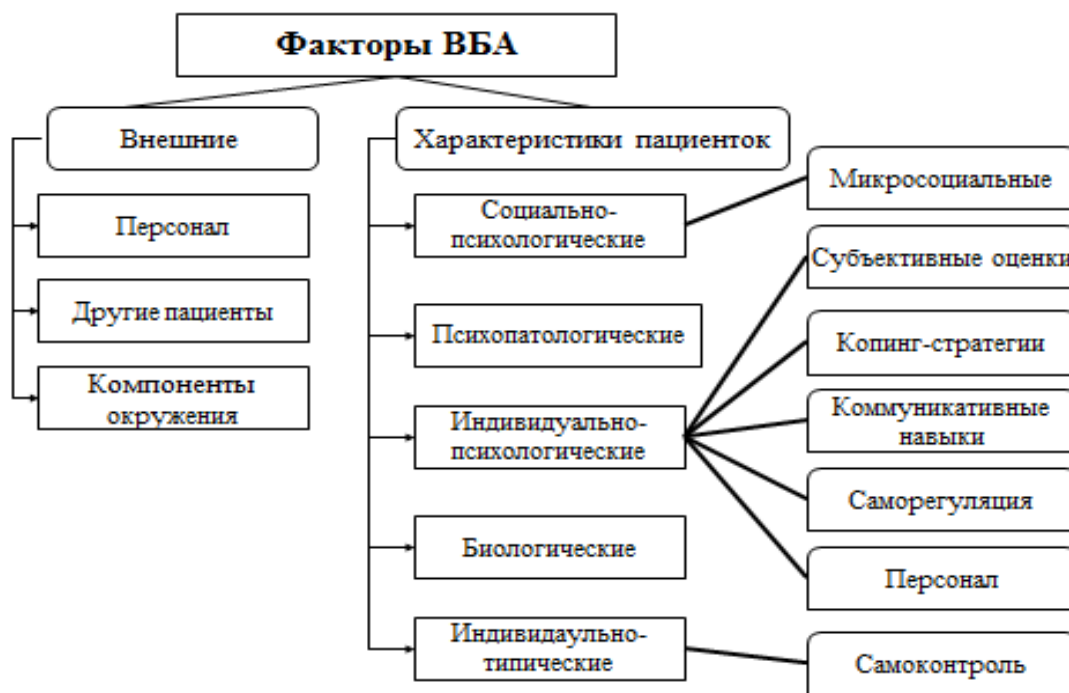 Факторы ВБА
Внешние
Персонал
Другие пациенты
Компоненты
окружения
Характеристики пациенток
Социально-
психологические
Психопатологические
Индивидуально-
психологические
Биологические
Индивидаульно-
типические
Микросоциальные
Субъективные оценки
Копинг-стратегии
Коммуникативные
навыки
Саморегуляция
Персонал
Самоконтроль